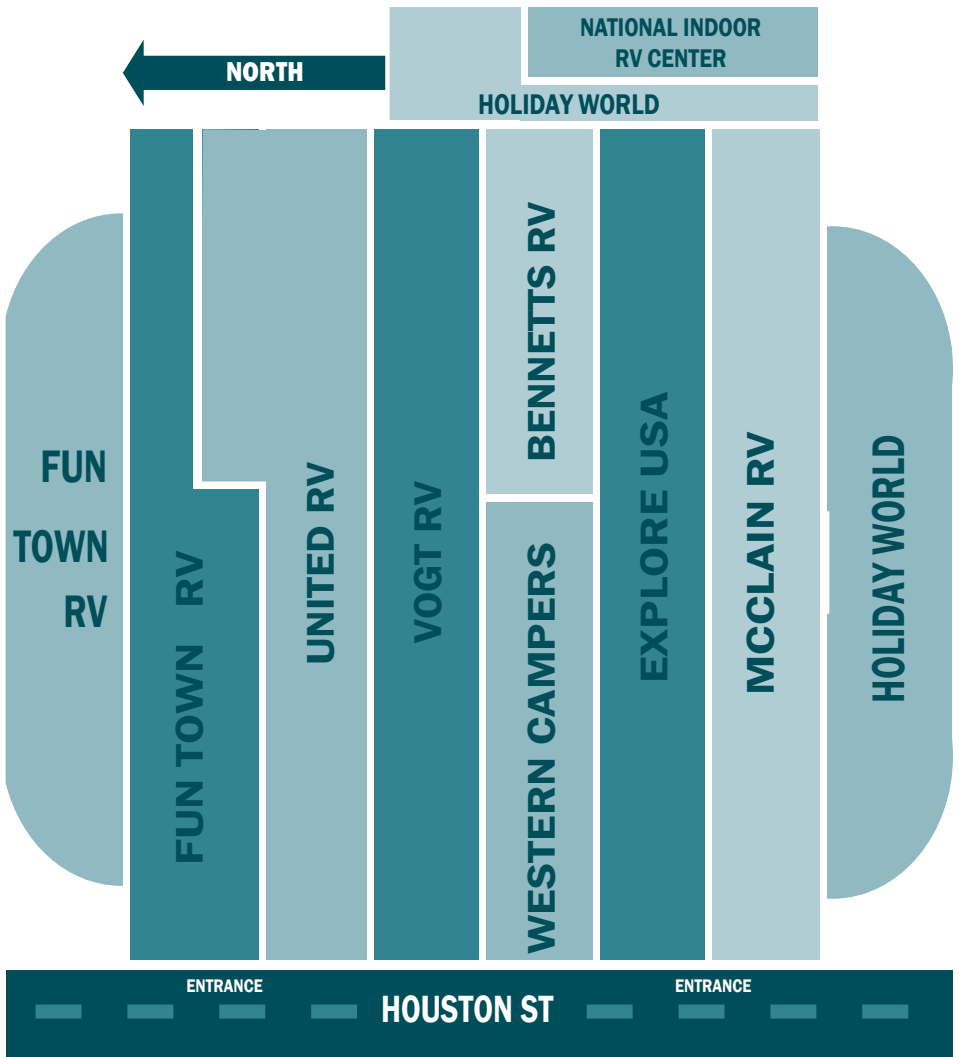 NATIONAL INDOOR
RV CENTER
NORTH
HOLIDAY WORLD
FUN
TOWN
RV
FUN TOWN RV
UNITED RV
VOGT RV
BENNETTS RV
WESTERN CAMPERS
EXPLORE USA
MCCLAIN RV
HOLIDAY WORLD
ENTRANCE
HOUSTON ST
ENTRANCE